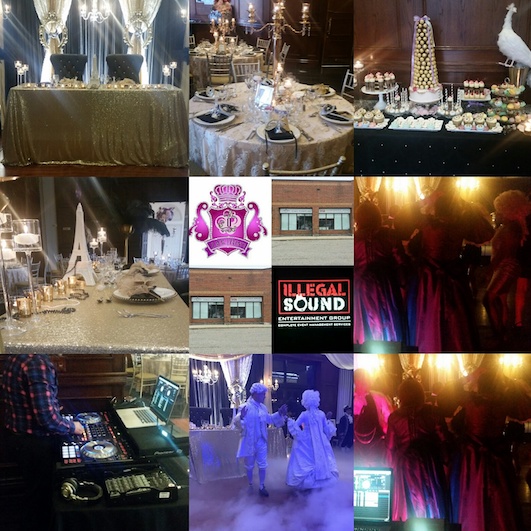 ILLEGAL
SOUND
ENTERTAINMENT GROUP
COMPLETE EVENT MANAGEMENT SERVICES